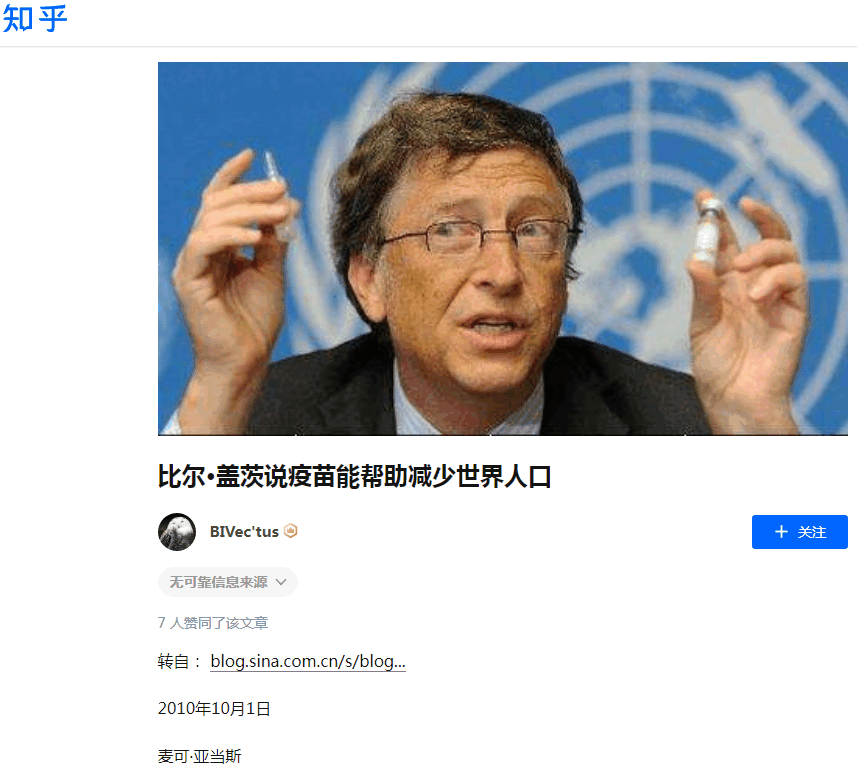 知乎
比尔•盖茨说疫苗能帮助减少世界人口
BIVec'tus
+ 关注
无可靠信息来源
7 人赞同了该文章
转自： blog.sina.com.cn/s/blog...
2010年10月1日
麦可·亚当斯